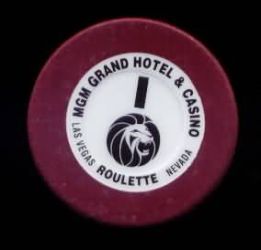 MGM GRAND HOTEL & CASINO
I
LAS VEGAS ROULETTE NEVADA